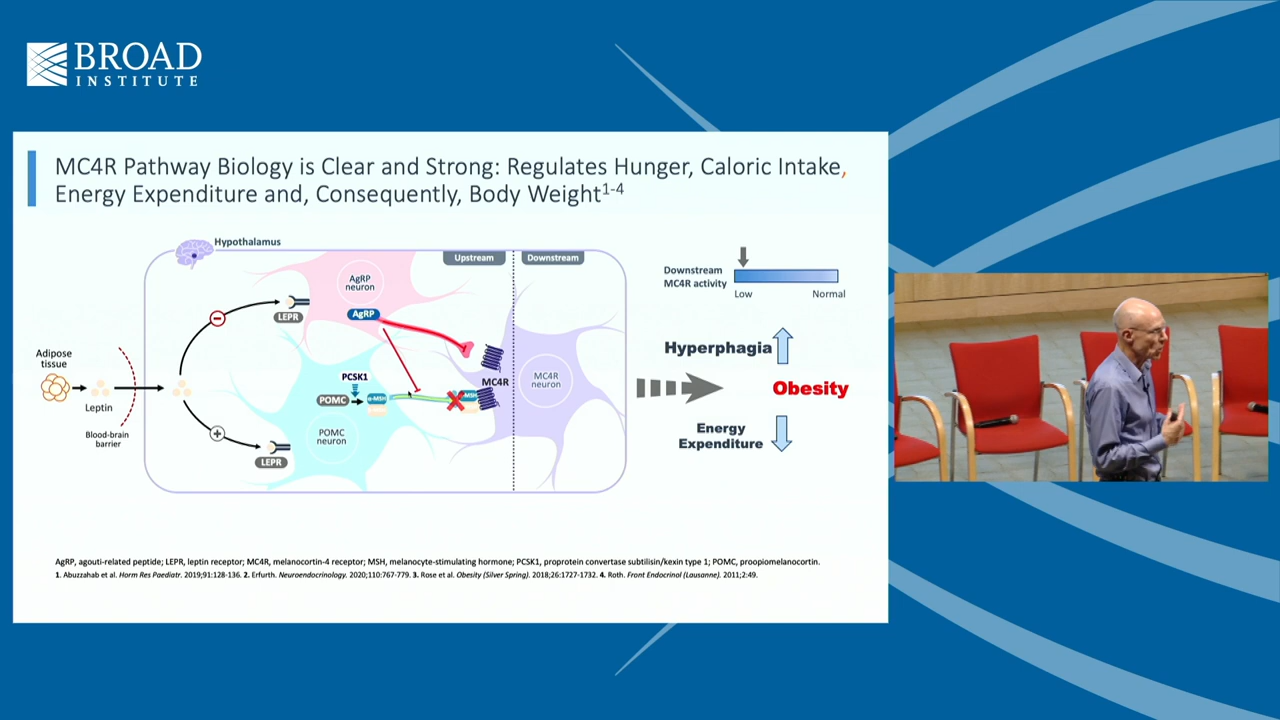 BROAD
INSTITUTE
MC4R Pathway Biology is Clear and Strong: Regulates Hunger, Caloric Intake,
Energy Expenditure and, Consequently, Body Weight1-4
Hypothalamus
Upstream
Downstream
AgRP
neuron
AgRP
LEPR
Adipose
tissue
Leptin
Blood-brain
barrier
PCSK1
POMC
α-MSH
MSH
MC4R
MC4R
neuron
POMC
neuron
LEPR
Downstream
MC4R activity
Low
Normal
Hyperphagia
Obesity
Energy
Expenditure
AgRP, agouti-related peptide; LEPR, leptin receptor; MC4R, melanocortin-4 receptor; MSH, melanocyte-stimulating hormone; PCSK1, proprotein convertase subtilisin/kexin type 1; POMC, proopiomelanocortin.
1. Abuzzahab et al. Horm Res Paediatr. 2019;91:128-136. 2. Erfurth. Neuroendocrinology. 2020;110:767-779. 3. Rose et al. Obesity (Silver Spring). 2018;26:1727-1732. 4. Roth. Front Endocrinol (Lausanne). 2011;2:49.